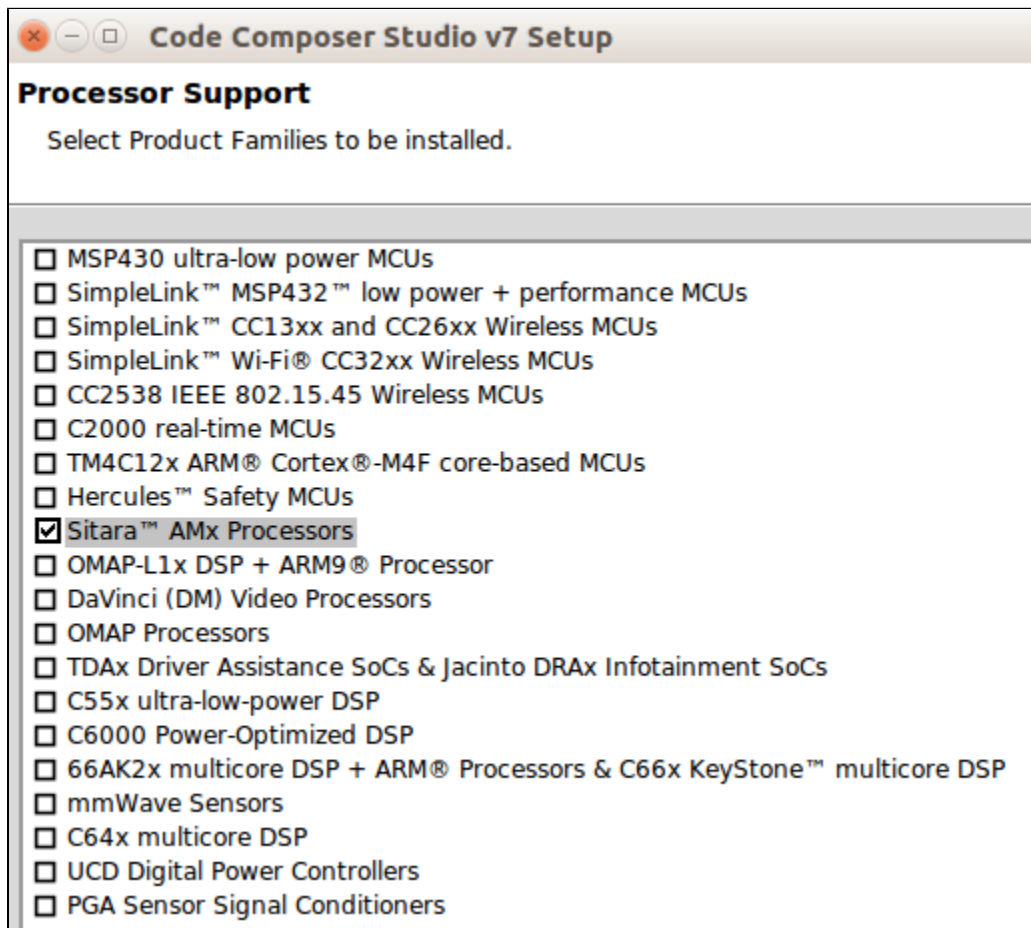 Code Composer Studio v7 Setup
Processor Support
Select Product Families to be installed.
MSP430 ultra-low power MCUs
SimpleLink™ MSP432™ low power + performance MCUs
SimpleLink™ CC13xx and CC26xx Wireless MCUs
SimpleLink™ Wi-Fi® CC32xx Wireless MCUs
CC2538 IEEE 802.15.45 Wireless MCUs
C2000 real-time MCUs
TM4C12x ARM® Cortex®-M4F core-based MCUs
Hercules™ Safety MCUs
Sitara™ AMx Processors
OMAP-L1x DSP + ARM9® Processor
DaVinci (DM) Video Processors
OMAP Processors
TDAx Driver Assistance SoCs & Jacinto DRAx Infotainment SoCs
C55x ultra-low-power DSP
C6000 Power-Optimized DSP
66AK2x multicore DSP + ARM® Processors & C66x KeyStone™ multicore DSP
mmWave Sensors
C64x multicore DSP
UCD Digital Power Controllers
PGA Sensor Signal Conditioners